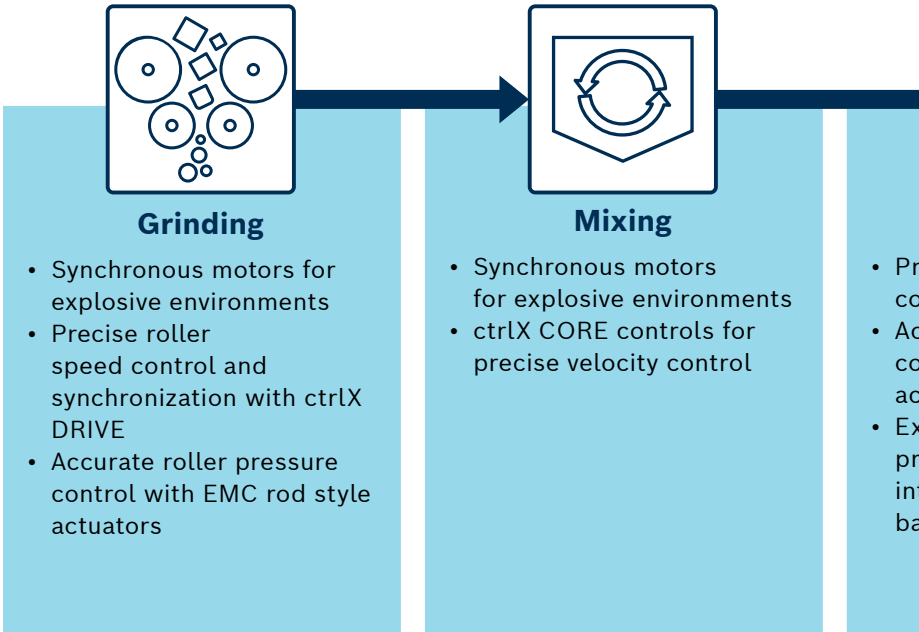 Grinding
• Synchronous motors for
explosive environments
• Precise roller
speed control and
synchronization with ctrlX
DRIVE
• Accurate roller pressure
control with EMC rod style
actuators
Mixing
• Synchronous motors
for explosive environments
• ctrlX CORE controls for
precise velocity control